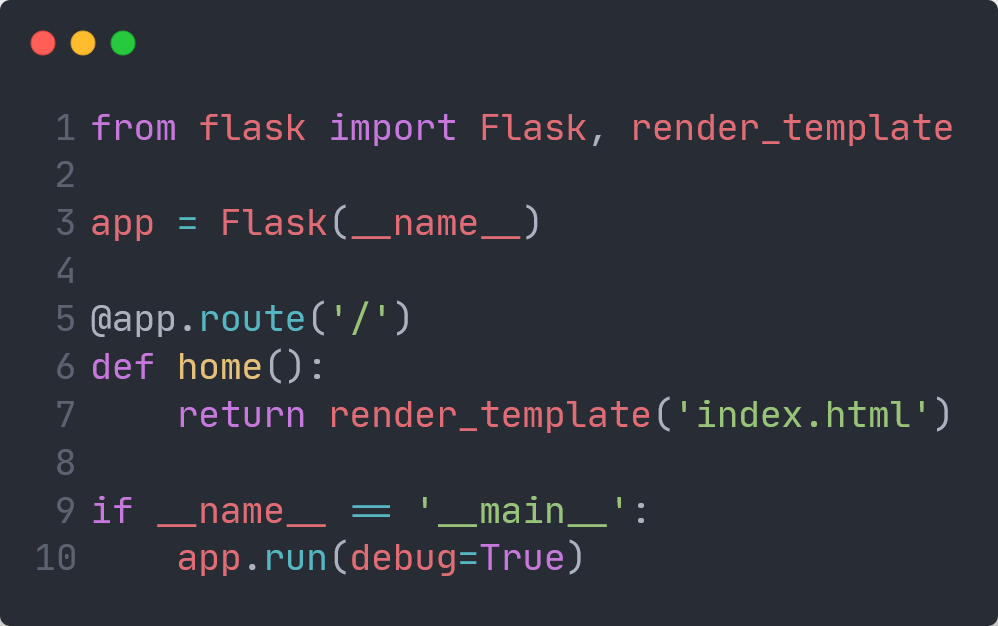 1 from flask import Flask, render_template
2
3 app = Flask(__name__)
4
5 @app.route('/')
6 def home():
7     return render_template('index.html')
8
9 if __name__ == '__main__':
10     app.run(debug=True)